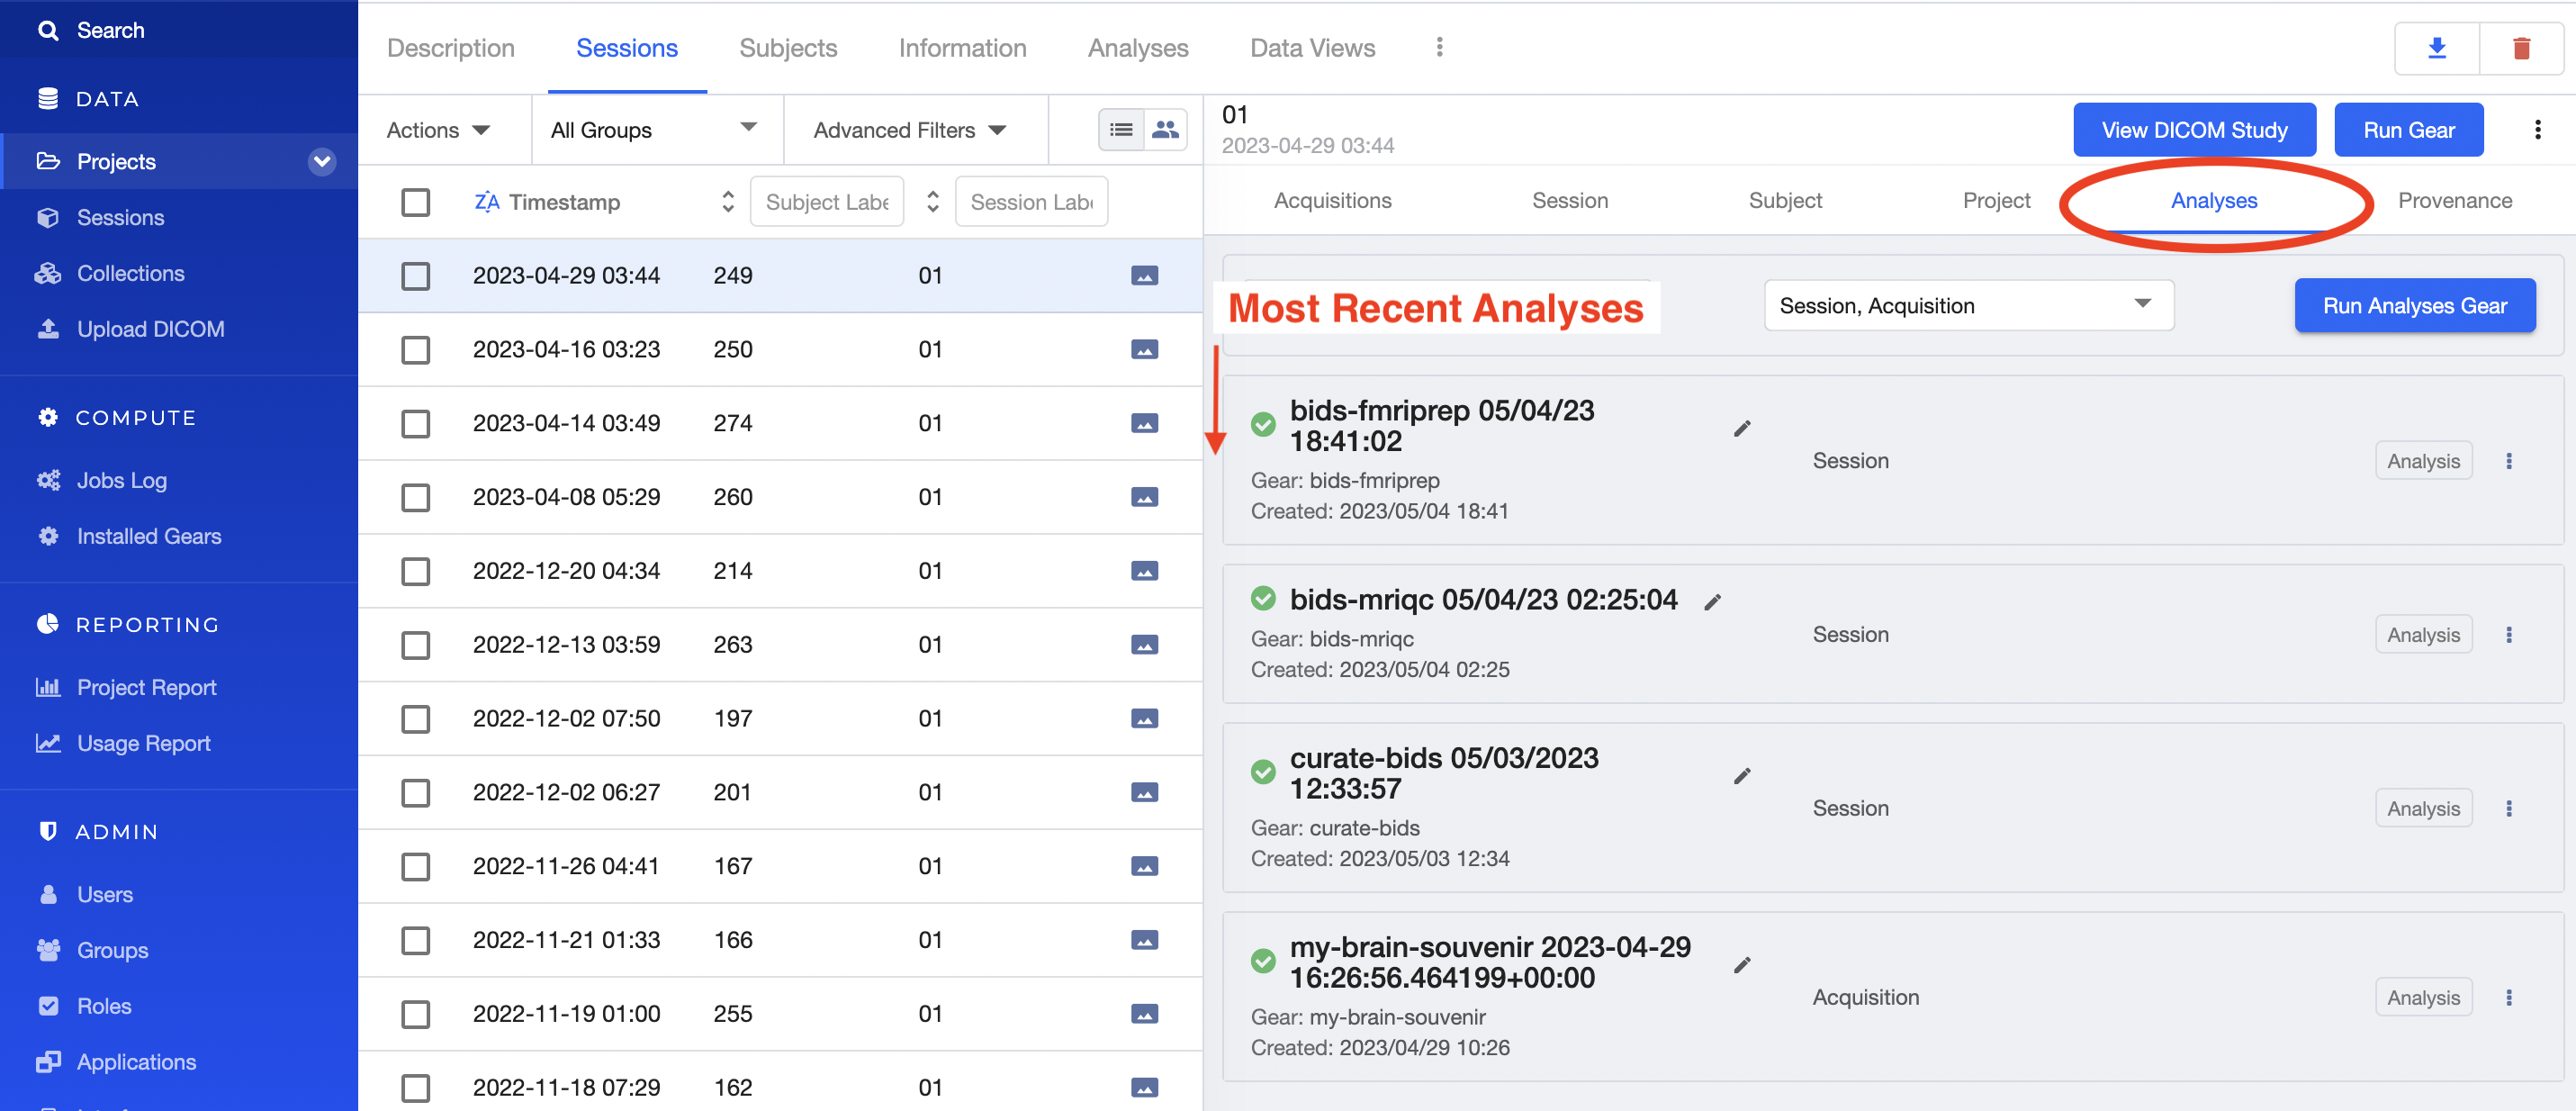 Search
DATA
Projects
Sessions
Collections
Upload DICOM
COMPUTE
Jobs Log
Installed Gears
REPORTING
Project Report
Usage Report
ADMIN
Users
Groups
Roles
Applications
Description Sessions Subjects Information Analyses Data Views
Actions All Groups Advanced Filters
Timestamp Subject Labe Session Labe
2023-04-29 03:44 249 01
2023-04-16 03:23 250 01
2023-04-14 03:49 274 01
2023-04-08 05:29 260 01
2022-12-20 04:34 214 01
2022-12-13 03:59 263 01
2022-12-02 07:50 197 01
2022-12-02 06:27 201 01
2022-11-26 04:41 167 01
2022-11-21 01:33 166 01
2022-11-19 01:00 255 01
2022-11-18 07:29 162 01
01
2023-04-29 03:44
View DICOM Study Run Gear
Acquisitions Session Subject Project Analyses Provenance
Most Recent Analyses
Session, Acquisition Run Analyses Gear
bids-fmriprep 05/04/23
18:41:02
Gear: bids-fmriprep
Created: 2023/05/04 18:41
Session
Analysis
bids-mriqc 05/04/23 02:25:04
Gear: bids-mriqc
Created: 2023/05/04 02:25
Session
Analysis
curate-bids 05/03/2023
12:33:57
Gear: curate-bids
Created: 2023/05/03 12:34
Session
Analysis
my-brain-souvenir 2023-04-29
16:26:56.464199+00:00
Gear: my-brain-souvenir
Created: 2023/04/29 10:26
Acquisition
Analysis